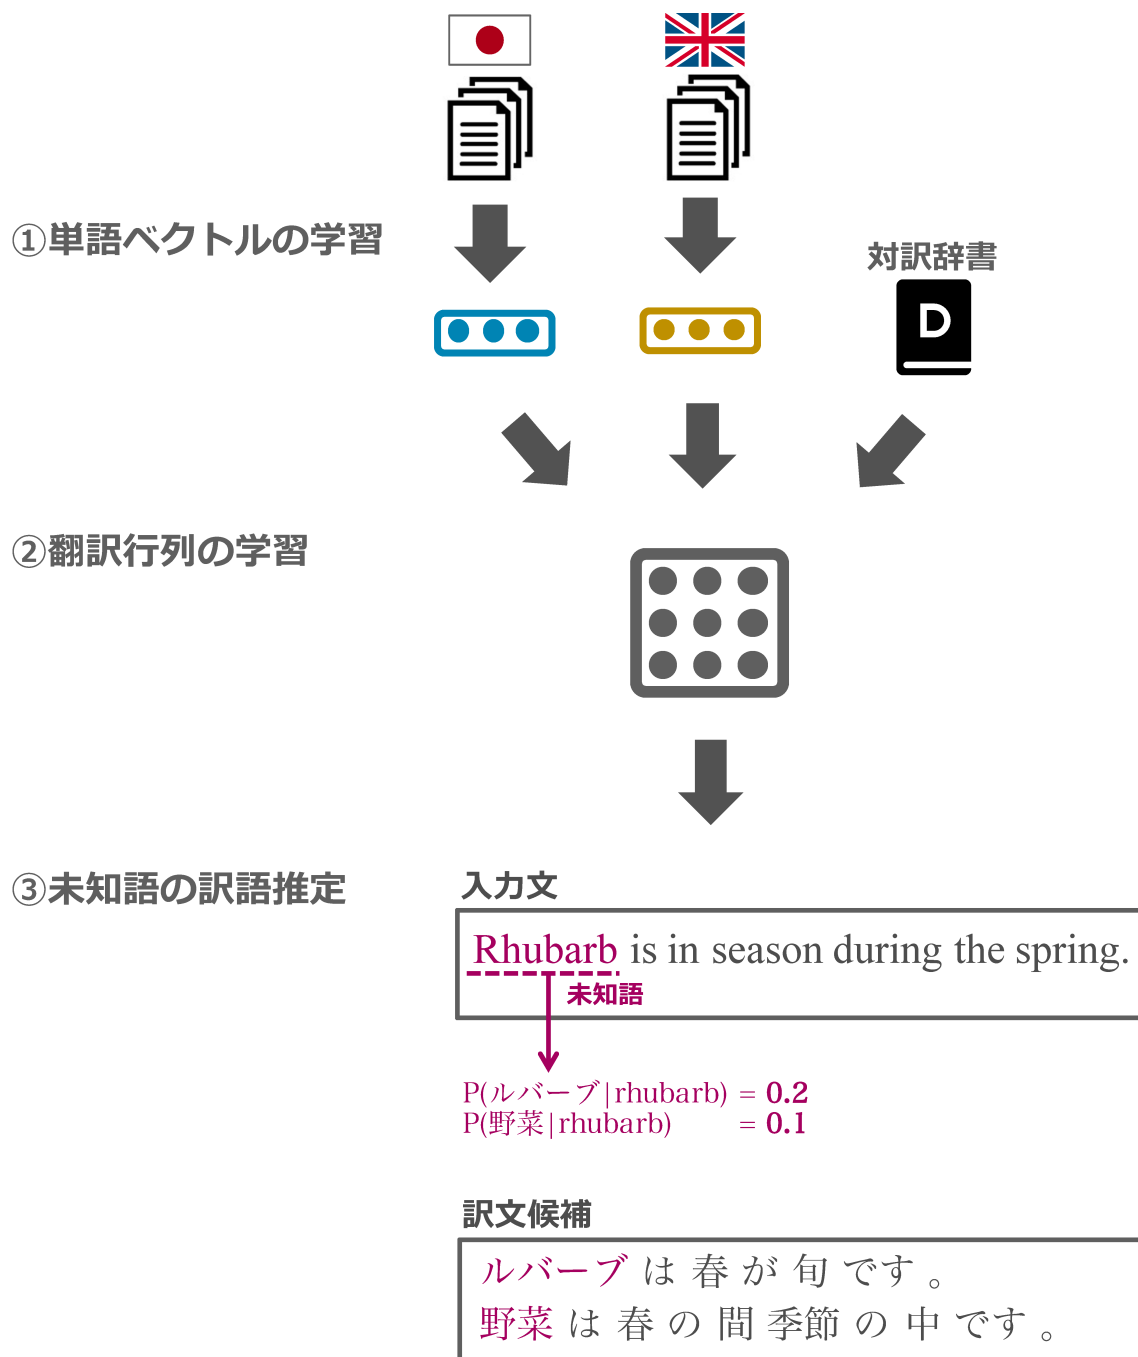 ①単語ベクトルの学習
対訳辞書
D
②翻訳行列の学習
③未知語の訳語推定
入力文
Rhubarb is in season during the spring.
未知語
P(ルバーブ|rhubarb) = 0.2
P(野菜|rhubarb) = 0.1
訳文候補
ルバーブ は 春 が 旬 です 。
野菜 は 春 の 間 季節 の 中 です 。